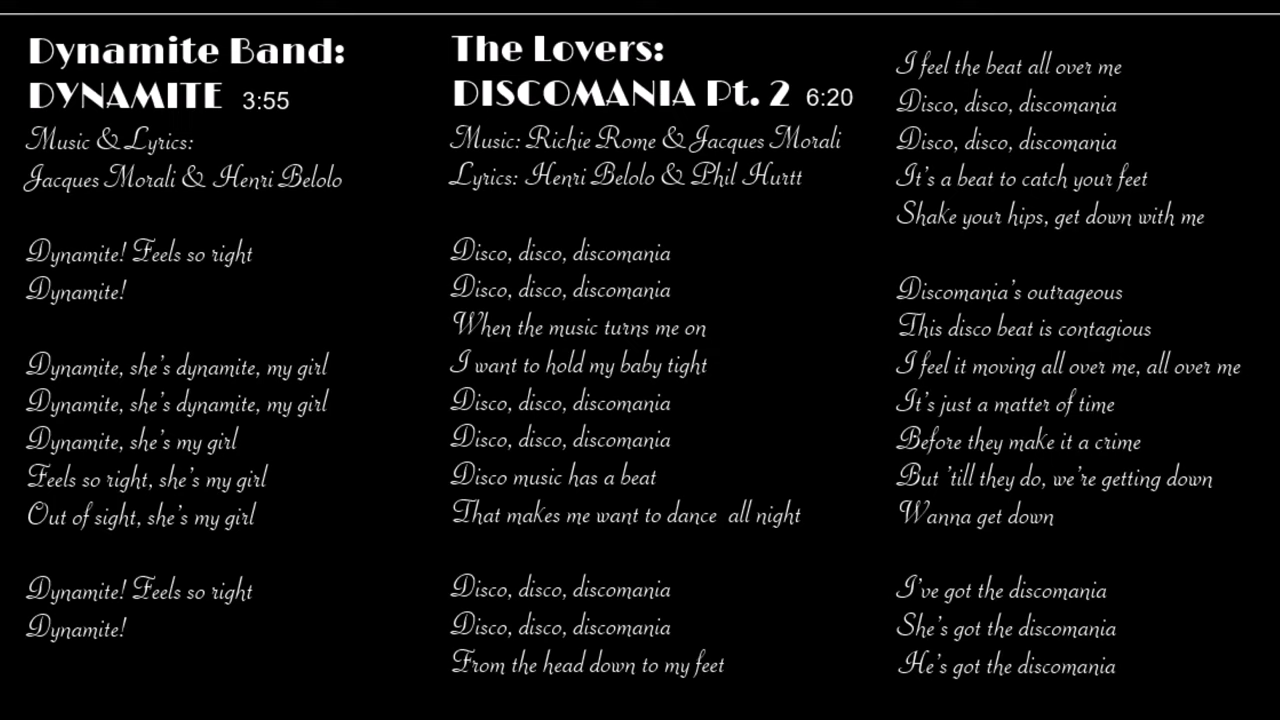 Dynamite Band:
DYNAMITE 3:55
Music & Lyrics:
Jacques Morali & Henri Belolo
Dynamite! Feels so right
Dynamite!
Dynamite, she's dynamite, my girl
Dynamite, she's dynamite, my girl
Dynamite, she's my girl
Feels so right, she's my girl
Out of sight, she's my girl
Dynamite! Feels so right
Dynamite!
The Lovers:
DISCOMANIA Pt. 2 6:20
Music: Richie Rome & Jacques Morali
Lyrics: Henri Belolo & Phil Hurtt
Disco, disco, discomania
Disco, disco, discomania
When the music turns me on
I want to hold my baby tight
Disco, disco, discomania
Disco, disco, discomania
Disco music has a beat
That makes me want to dance all night
Disco, disco, discomania
Disco, disco, discomania
From the head down to my feet
I feel the beat all over me
Disco, disco, discomania
Disco, disco, discomania
It's a beat to catch your feet
Shake your hips, get down with me
Discomania's outrageous
This disco beat is contagious
I feel it moving all over me, all over me
It's just a matter of time
Before they make it a crime
But 'till they do, we're getting down
Wanna get down
I've got the discomania
She's got the discomania
He's got the discomania